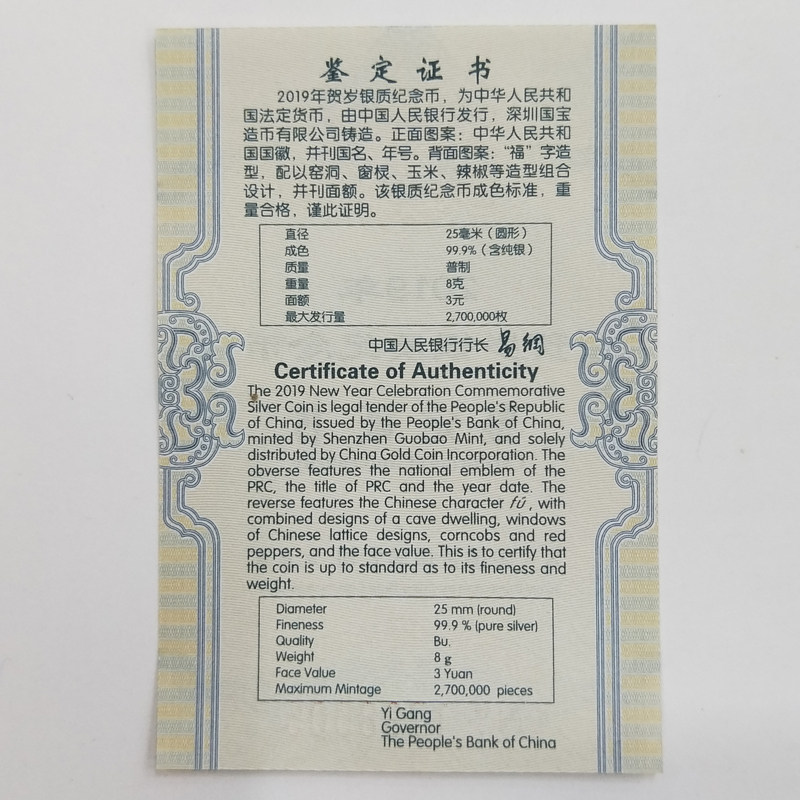 鉴定证书
2019年贺岁银质纪念币，为中华人民共和
国法定货币，由中国人民银行发行，深圳国宝
造币有限公司铸造。正面图案：中华人民共和
国国徽，并刊国名、年号。背面图案：“福”字造
型，配以窑洞、窗棂、玉米、辣椒等造型组合
设计，并刊面额。该银质纪念币成色标准，重
量合格，谨此证明。
直径 25毫米（圆形）
成色 99.9%（含纯银）
质量 普制
重量 8克
面额 3元
最大发行量 2,700,000枚
中国人民银行行长 易纲
Certificate of Authenticity
The 2019 New Year Celebration Commemorative
Silver Coin is legal tender of the People's Republic
of China, issued by the People's Bank of China,
minted by Shenzhen Guobao Mint, and solely
distributed by China Gold Coin Incorporation. The
obverse features the national emblem of the
PRC, the title of PRC and the year date. The
reverse features the Chinese character fú, with
combined designs of a cave dwelling, windows
of Chinese lattice designs, corncobs and red
peppers, and the face value. This is to certify that
the coin is up to standard as to its fineness and
weight.
Diameter 25 mm (round)
Fineness 99.9 % (pure silver)
Quality Bu.
Weight 8 g
Face Value 3 Yuan
Maximum Mintage 2,700,000 pieces
Yi Gang
Governor
The People's Bank of China